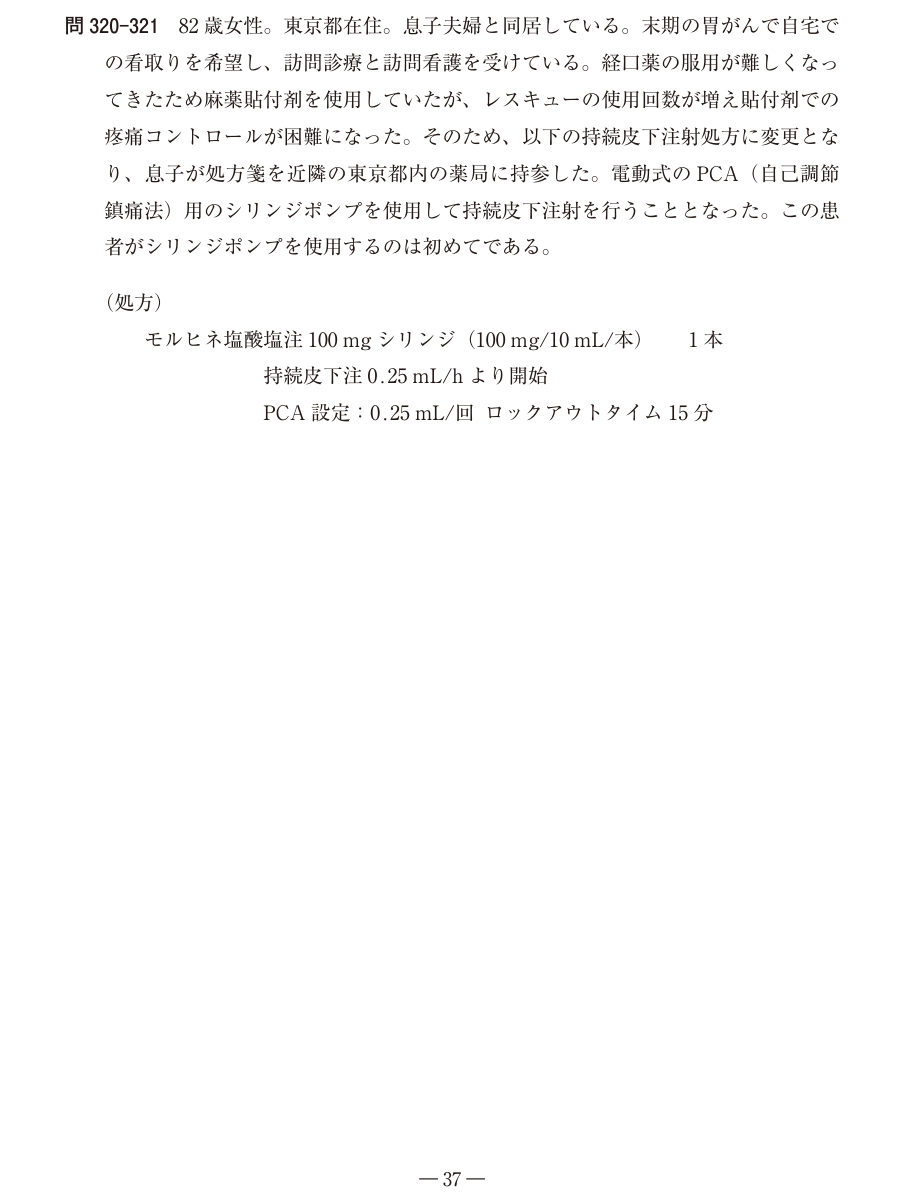 問 320-321 82 歳女性。東京都在住。息子夫婦と同居している。末期の胃がんで自宅で
の看取りを希望し、訪問診療と訪問看護を受けている。経口薬の服用が難しくなっ
てきたため麻薬貼付剤を使用していたが、レスキューの使用回数が増え貼付剤での
疼痛コントロールが困難になった。そのため、以下の持続皮下注射処方に変更とな
り、息子が処方箋を近隣の東京都内の薬局に持参した。電動式の PCA(自己調節
鎮痛法)用のシリンジポンプを使用して持続皮下注射を行うこととなった。この患
者がシリンジポンプを使用するのは初めてである。
(処方)
モルヒネ塩酸塩注 100 mg シリンジ(100 mg/10 mL/本) 1 本
持続皮下注 0.25 mL/h より開始
PCA 設定:0.25 mL/回 ロックアウトタイム 15 分
— 37 —